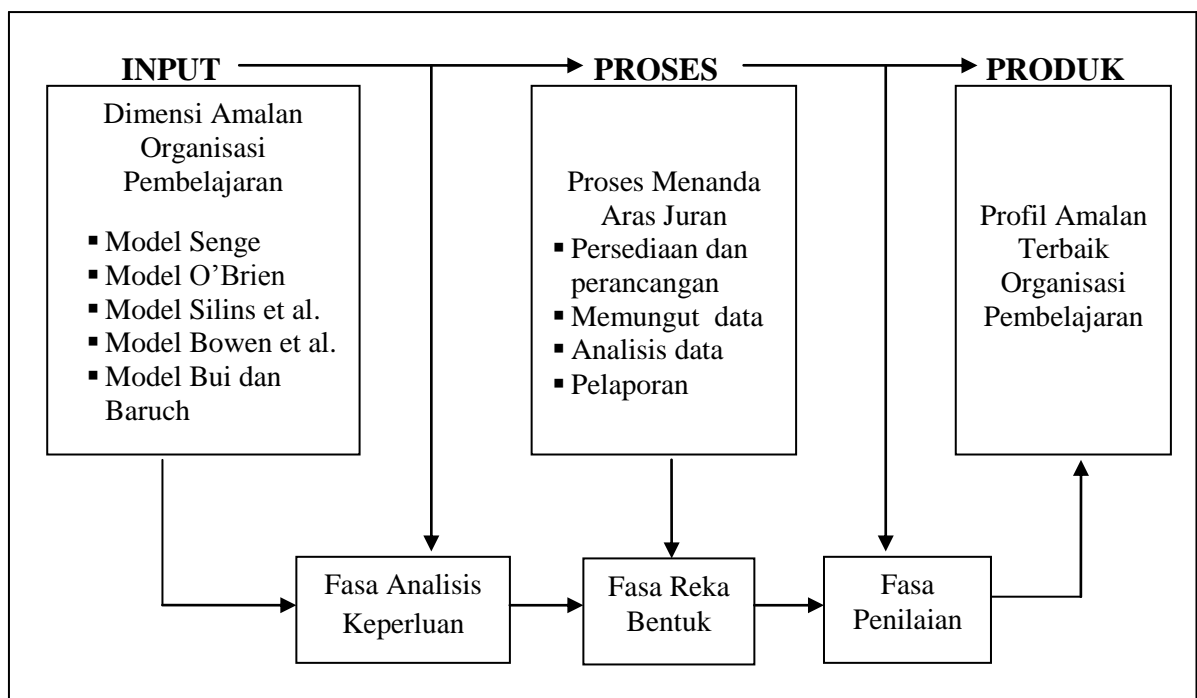 INPUT
PROSES
PRODUK
Dimensi Amalan
Organisasi
Pembelajaran
▪ Model Senge
▪ Model O’Brien
▪ Model Silins et al.
▪ Model Bowen et al.
▪ Model Bui dan
Baruch
Proses Menanda
Aras Juran
▪ Persediaan dan
perancangan
▪ Memungut data
▪ Analisis data
▪ Pelaporan
Profil Amalan
Terbaik
Organisasi
Pembelajaran
Fasa Analisis
Keperluan
Fasa Reka
Bentuk
Fasa
Penilaian